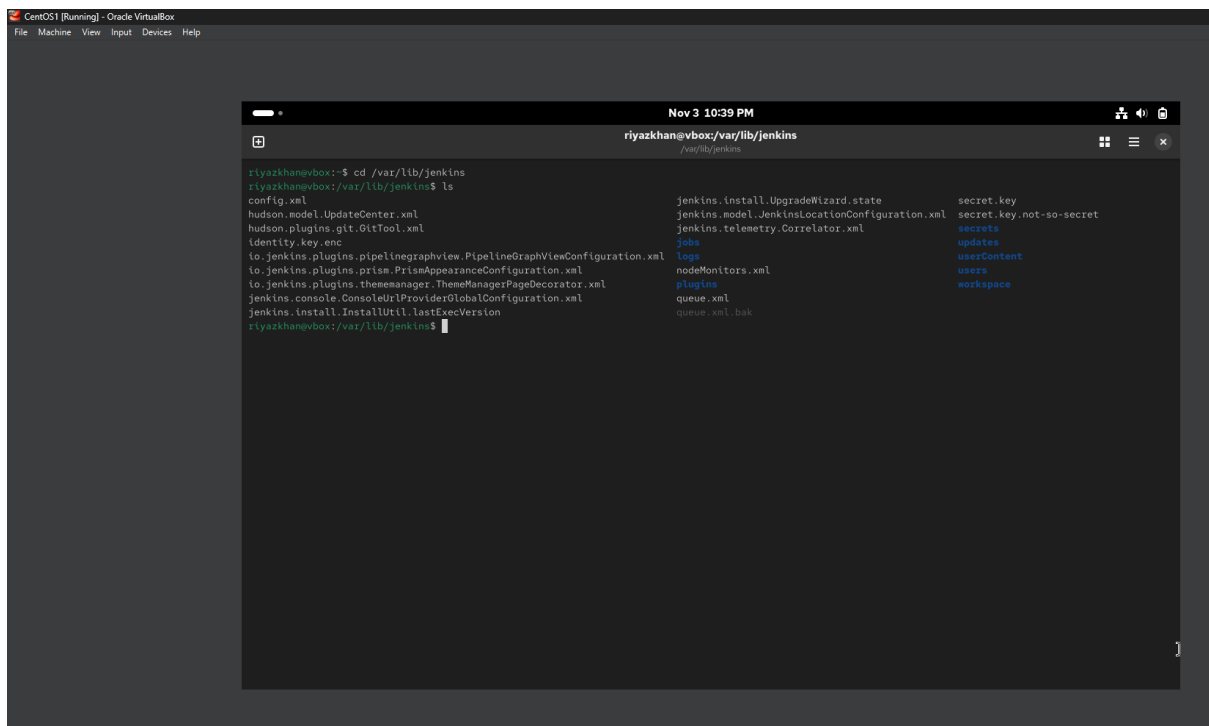 CentOS1 [Running] - Oracle VirtualBox
File Machine View Input Devices Help
Nov 3 10:39 PM
riyazkhan@vbox:/var/lib/jenkins
/var/lib/jenkins
riyazkhan@vbox:~$ cd /var/lib/jenkins
riyazkhan@vbox:/var/lib/jenkins$ ls
config.xml jenkins.install.UpgradeWizard.state secret.key
hudson.model.UpdateCenter.xml jenkins.model.JenkinsLocationConfiguration.xml secret.key.not-so-secret
hudson.plugins.git.GitTool.xml jenkins.telemetry.Correlator.xml secrets
identity.key.enc jobs updates
io.jenkins.plugins.pipelinegraphview.PipelineGraphViewConfiguration.xml logs userContent
io.jenkins.plugins.prism.PrismAppearanceConfiguration.xml nodeMonitors.xml users
io.jenkins.plugins.thememanager.ThemeManagerPageDecorator.xml plugins workspace
jenkins.console.ConsoleUrlProviderGlobalConfiguration.xml queue.xml
jenkins.install.InstallUtil.lastExecVersion queue.xml.bak
riyazkhan@vbox:/var/lib/jenkins$